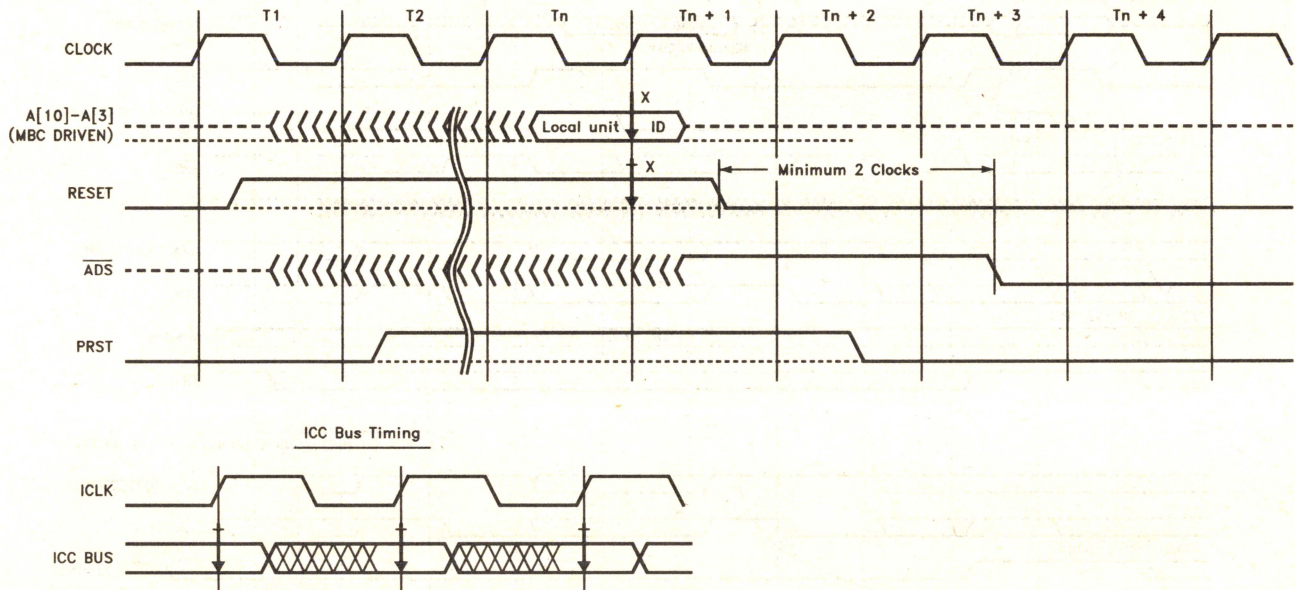 T1 T2 Tn Tn + 1 Tn + 2 Tn + 3 Tn + 4
CLOCK
A[10]–A[3]
(MBC DRIVEN)
Local unit ID
X
RESET
X
Minimum 2 Clocks
ADS
PRST
ICC Bus Timing
ICLK
ICC BUS